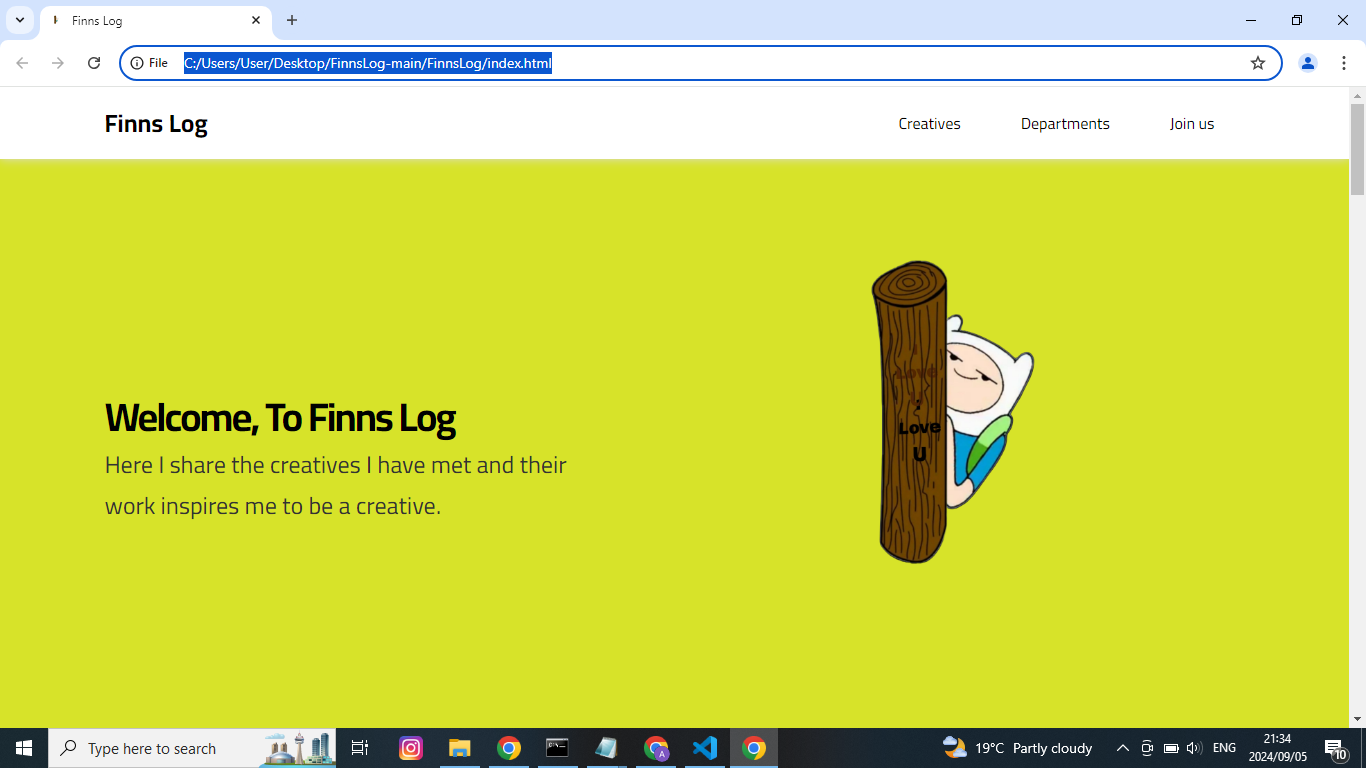 Finns Log
File
C:/Users/User/Desktop/FinnsLog-main/FinnsLog/index.html
Finns Log
Creatives
Departments
Join us
Love
;
Love
U
Welcome, To Finns Log
Here I share the creatives I have met and their
work inspires me to be a creative.
Type here to search
A
19°C Partly cloudy
ENG
21:34
2024/09/05
10